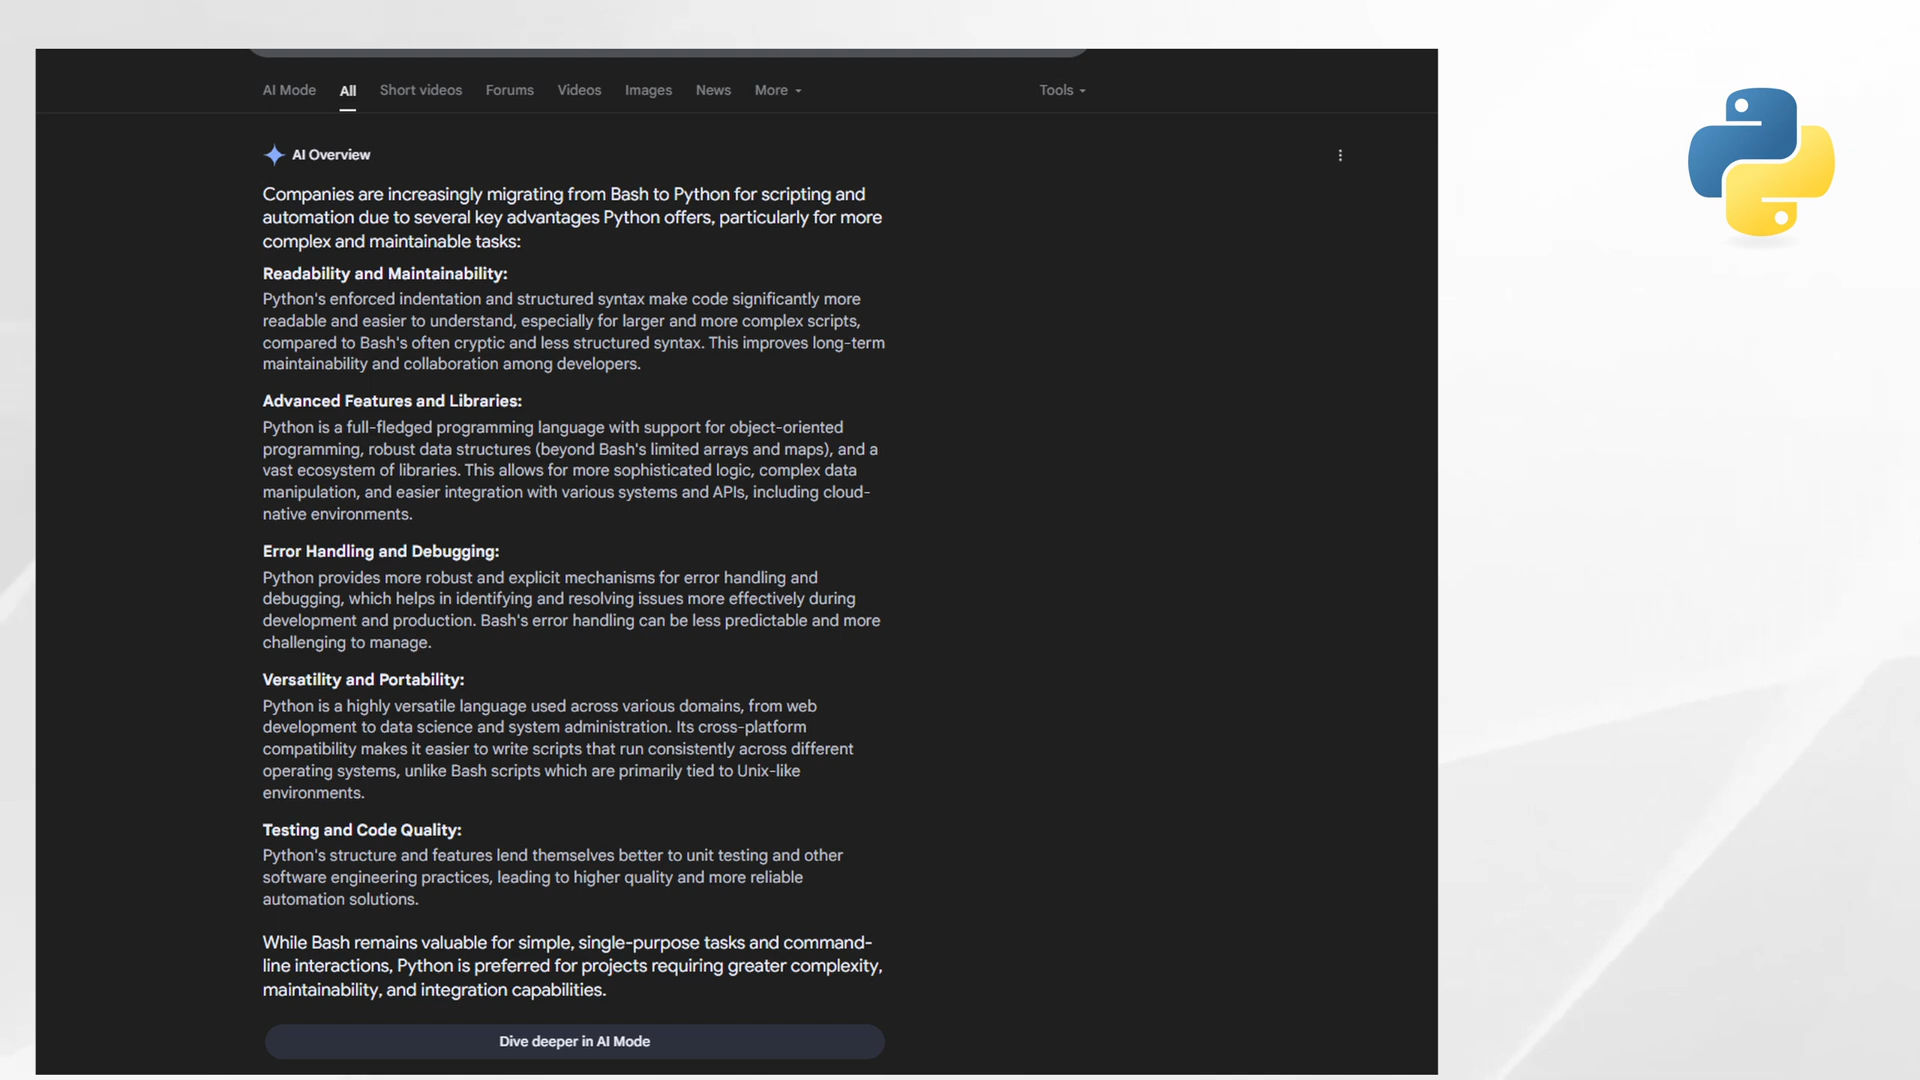 AI Mode All Short videos Forums Videos Images News More Tools
AI Overview
Companies are increasingly migrating from Bash to Python for scripting and
automation due to several key advantages Python offers, particularly for more
complex and maintainable tasks:
Readability and Maintainability:
Python's enforced indentation and structured syntax make code significantly more
readable and easier to understand, especially for larger and more complex scripts,
compared to Bash's often cryptic and less structured syntax. This improves long-term
maintainability and collaboration among developers.
Advanced Features and Libraries:
Python is a full-fledged programming language with support for object-oriented
programming, robust data structures (beyond Bash's limited arrays and maps), and a
vast ecosystem of libraries. This allows for more sophisticated logic, complex data
manipulation, and easier integration with various systems and APIs, including cloud-
native environments.
Error Handling and Debugging:
Python provides more robust and explicit mechanisms for error handling and
debugging, which helps in identifying and resolving issues more effectively during
development and production. Bash's error handling can be less predictable and more
challenging to manage.
Versatility and Portability:
Python is a highly versatile language used across various domains, from web
development to data science and system administration. Its cross-platform
compatibility makes it easier to write scripts that run consistently across different
operating systems, unlike Bash scripts which are primarily tied to Unix-like
environments.
Testing and Code Quality:
Python's structure and features lend themselves better to unit testing and other
software engineering practices, leading to higher quality and more reliable
automation solutions.
While Bash remains valuable for simple, single-purpose tasks and command-
line interactions, Python is preferred for projects requiring greater complexity,
maintainability, and integration capabilities.
Dive deeper in AI Mode